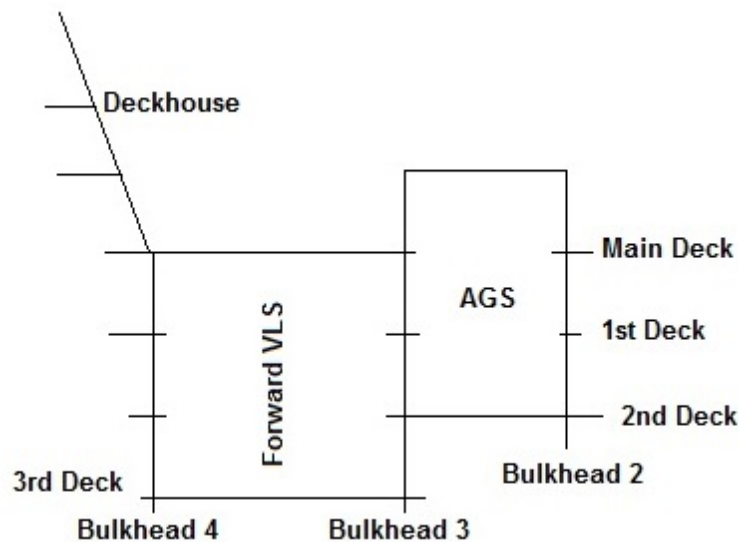 Deckhouse
Main Deck
AGS
1st Deck
Forward VLS
2nd Deck
3rd Deck
Bulkhead 2
Bulkhead 4
Bulkhead 3